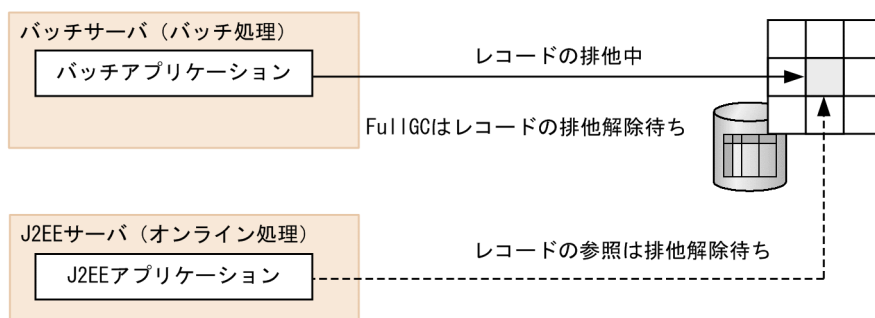 バッチサーバ（バッチ処理）
バッチアプリケーション
レコードの排他中
FullGCはレコードの排他解除待ち
J2EEサーバ（オンライン処理）
J2EEアプリケーション
レコードの参照は排他解除待ち